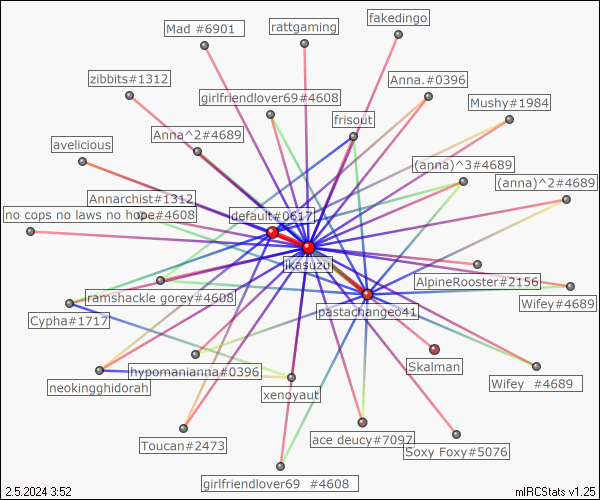 fakedingo
Mad #6901
rattgaming
zibbits#1312
Anna.#0396
girlfriendlover69#4608
Mushy#1984
frisout
Anna^2#4689
avelicious
(anna)^3#4689
(anna)^2#4689
Annarchist#1312
no cops no laws no hope#4608
default#0617
ikasuzu
AlpineRooster#2156
ramshackle gorey#4608
Wifey#4689
pastachangeo41
Cypha#1717
Skalman
hypomanianna#0396
neokingghidorah
Wifey #4689
xenoyaut
ace deucy#7097
Toucan#2473
Soxy Foxy#5076
girlfriendlover69 #4608
2.5.2024 3:52
mIRCStats v1.25